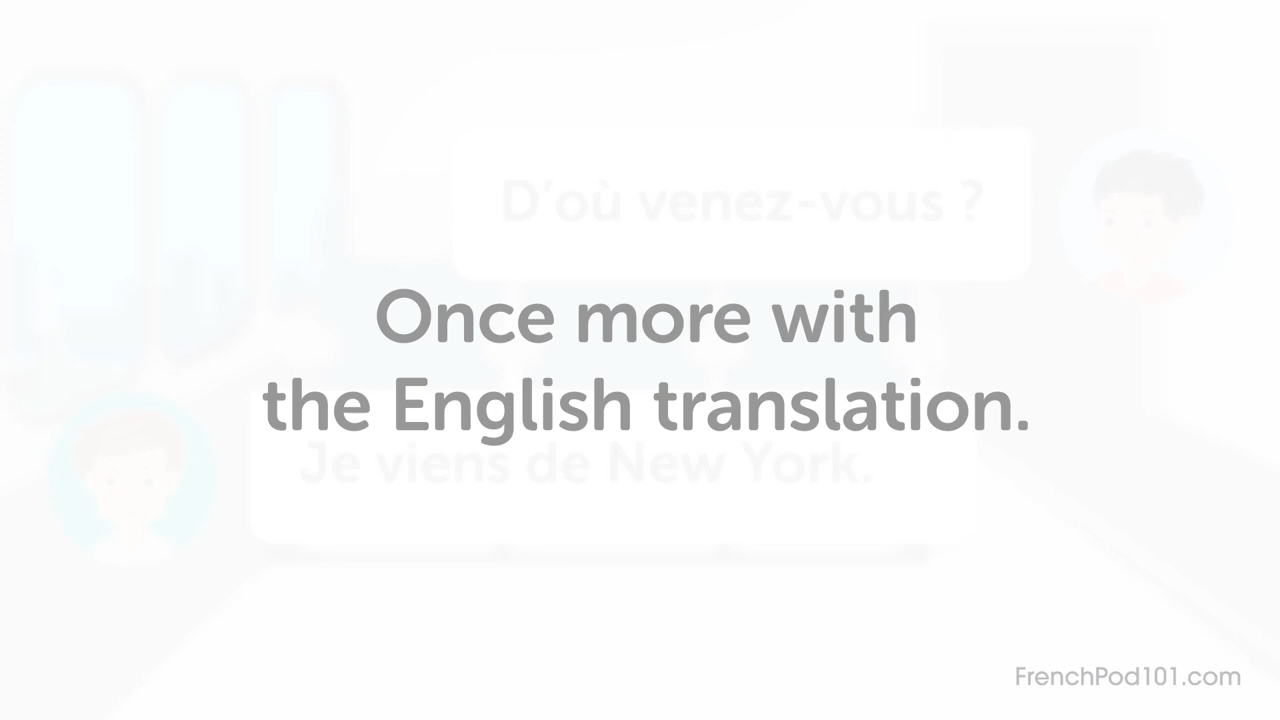 D'où venez-vous ?
Once more with
the English translation.
Je viens de New York.
FrenchPod101.com